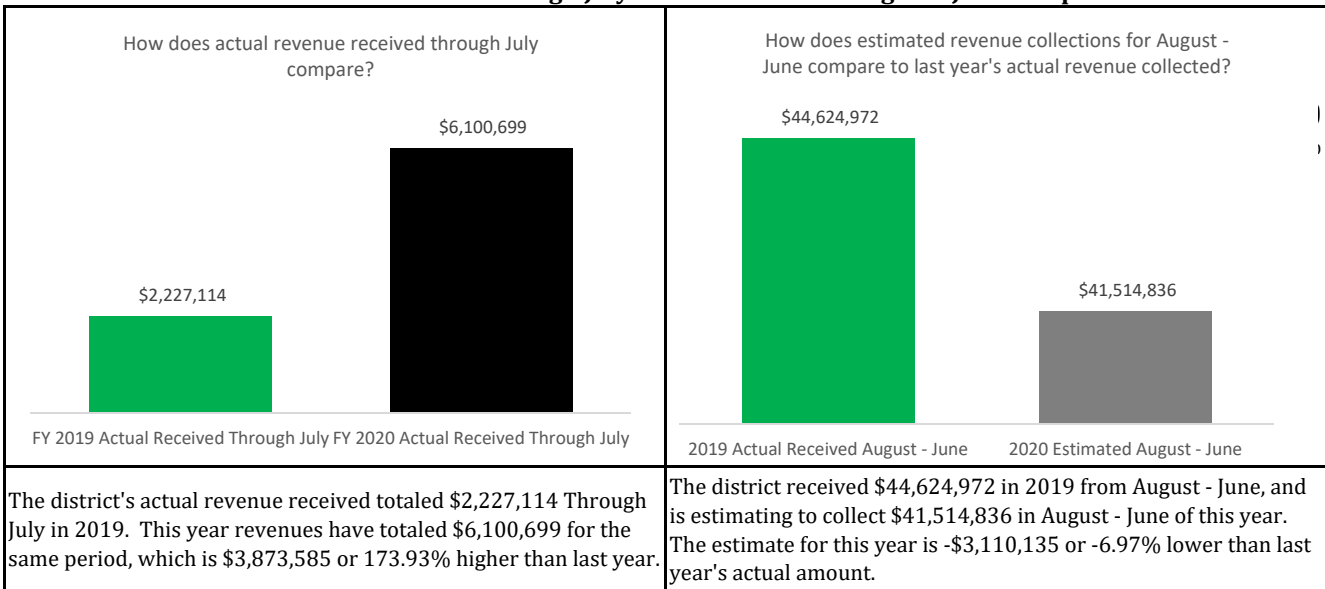 How does actual revenue received through July
compare?
$6,100,699
$2,227,114
FY 2019 Actual Received Through July FY 2020 Actual Received Through July
How does estimated revenue collections for August -
June compare to last year's actual revenue collected?
$44,624,972
$41,514,836
2019 Actual Received August - June 2020 Estimated August - June
The district's actual revenue received totaled $2,227,114 Through
July in 2019. This year revenues have totaled $6,100,699 for the
same period, which is $3,873,585 or 173.93% higher than last year.
The district received $44,624,972 in 2019 from August - June, and
is estimating to collect $41,514,836 in August - June of this year.
The estimate for this year is -$3,110,135 or -6.97% lower than last
year's actual amount.